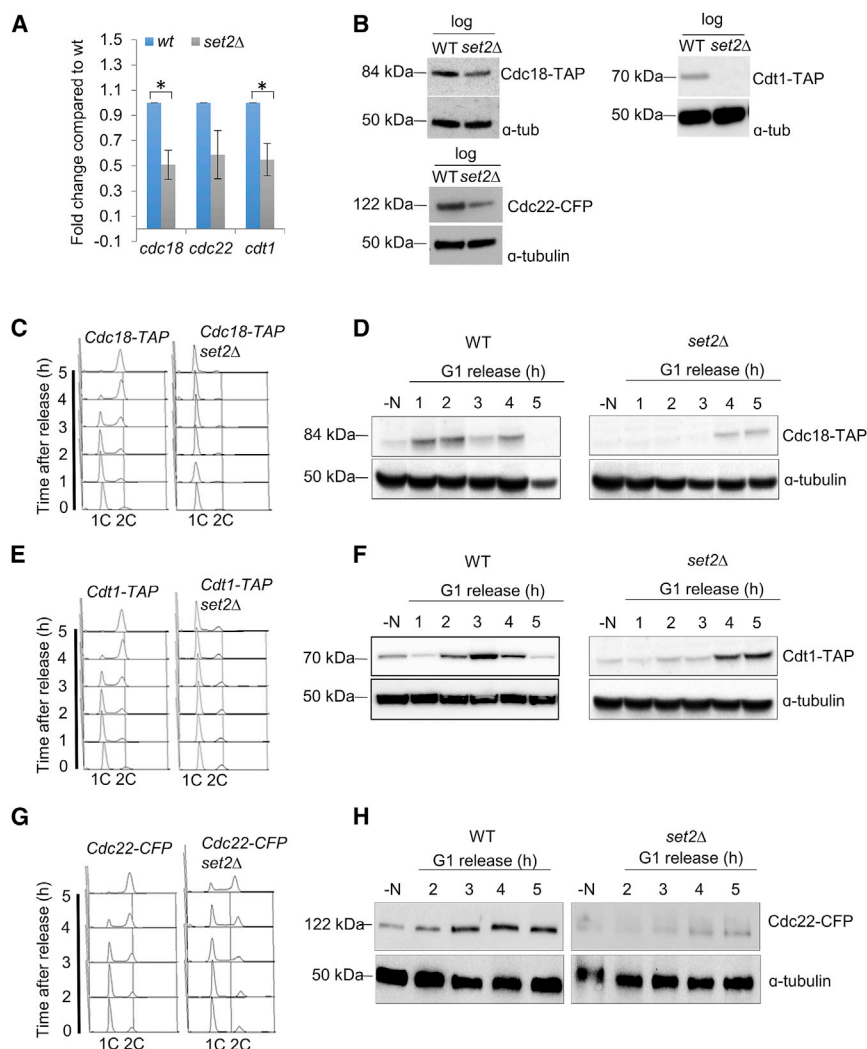 A
Fold change compared to wt
1.5
1.3
1.1
0.9
0.7
0.5
0.3
0.1
-0.1
wt set2Δ
*
*
cdc18 cdc22 cdt1
B
log
WT set2Δ
84 kDa
Cdc18-TAP
50 kDa
α-tub
log
WT set2Δ
70 kDa
Cdt1-TAP
50 kDa
α-tub
log
WT set2Δ
122 kDa
Cdc22-CFP
50 kDa
α-tubulin
C
Time after release (h)
Cdc18-TAP
Cdc18-TAP
set2Δ
5
4
3
2
1
0
1C 2C 1C 2C
D
WT
G1 release (h)
-N 1 2 3 4 5
84 kDa
50 kDa
set2Δ
G1 release (h)
-N 1 2 3 4 5
Cdc18-TAP
α-tubulin
E
Time after release (h)
Cdt1-TAP
Cdt1-TAP
set2Δ
5
4
3
2
1
0
1C 2C 1C 2C
F
WT
G1 release (h)
-N 1 2 3 4 5
70 kDa
50 kDa
set2Δ
G1 release (h)
-N 1 2 3 4 5
Cdt1-TAP
α-tubulin
G
Time after release (h)
Cdc22-CFP
Cdc22-CFP
set2Δ
5
4
3
2
0
1C 2C 1C 2C
H
WT
G1 release (h)
-N 2 3 4 5
122 kDa
50 kDa
set2Δ
G1 release (h)
-N 2 3 4 5
Cdc22-CFP
α-tubulin